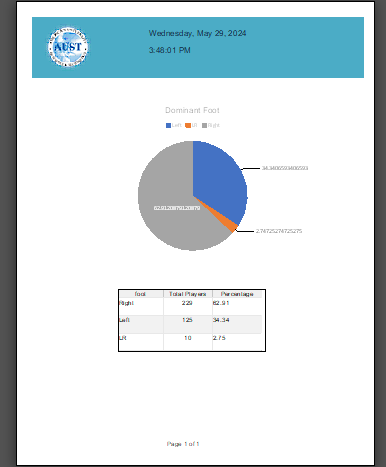 AUST
Wednesday, May 29, 2024
3:48:01 PM
Dominant Foot
Left LR Right
34.3406593406593
2.74725274725275
foot Total Players Percentage
Right 229 62.91
Left 125 34.34
LR 10 2.75
Page 1 of 1